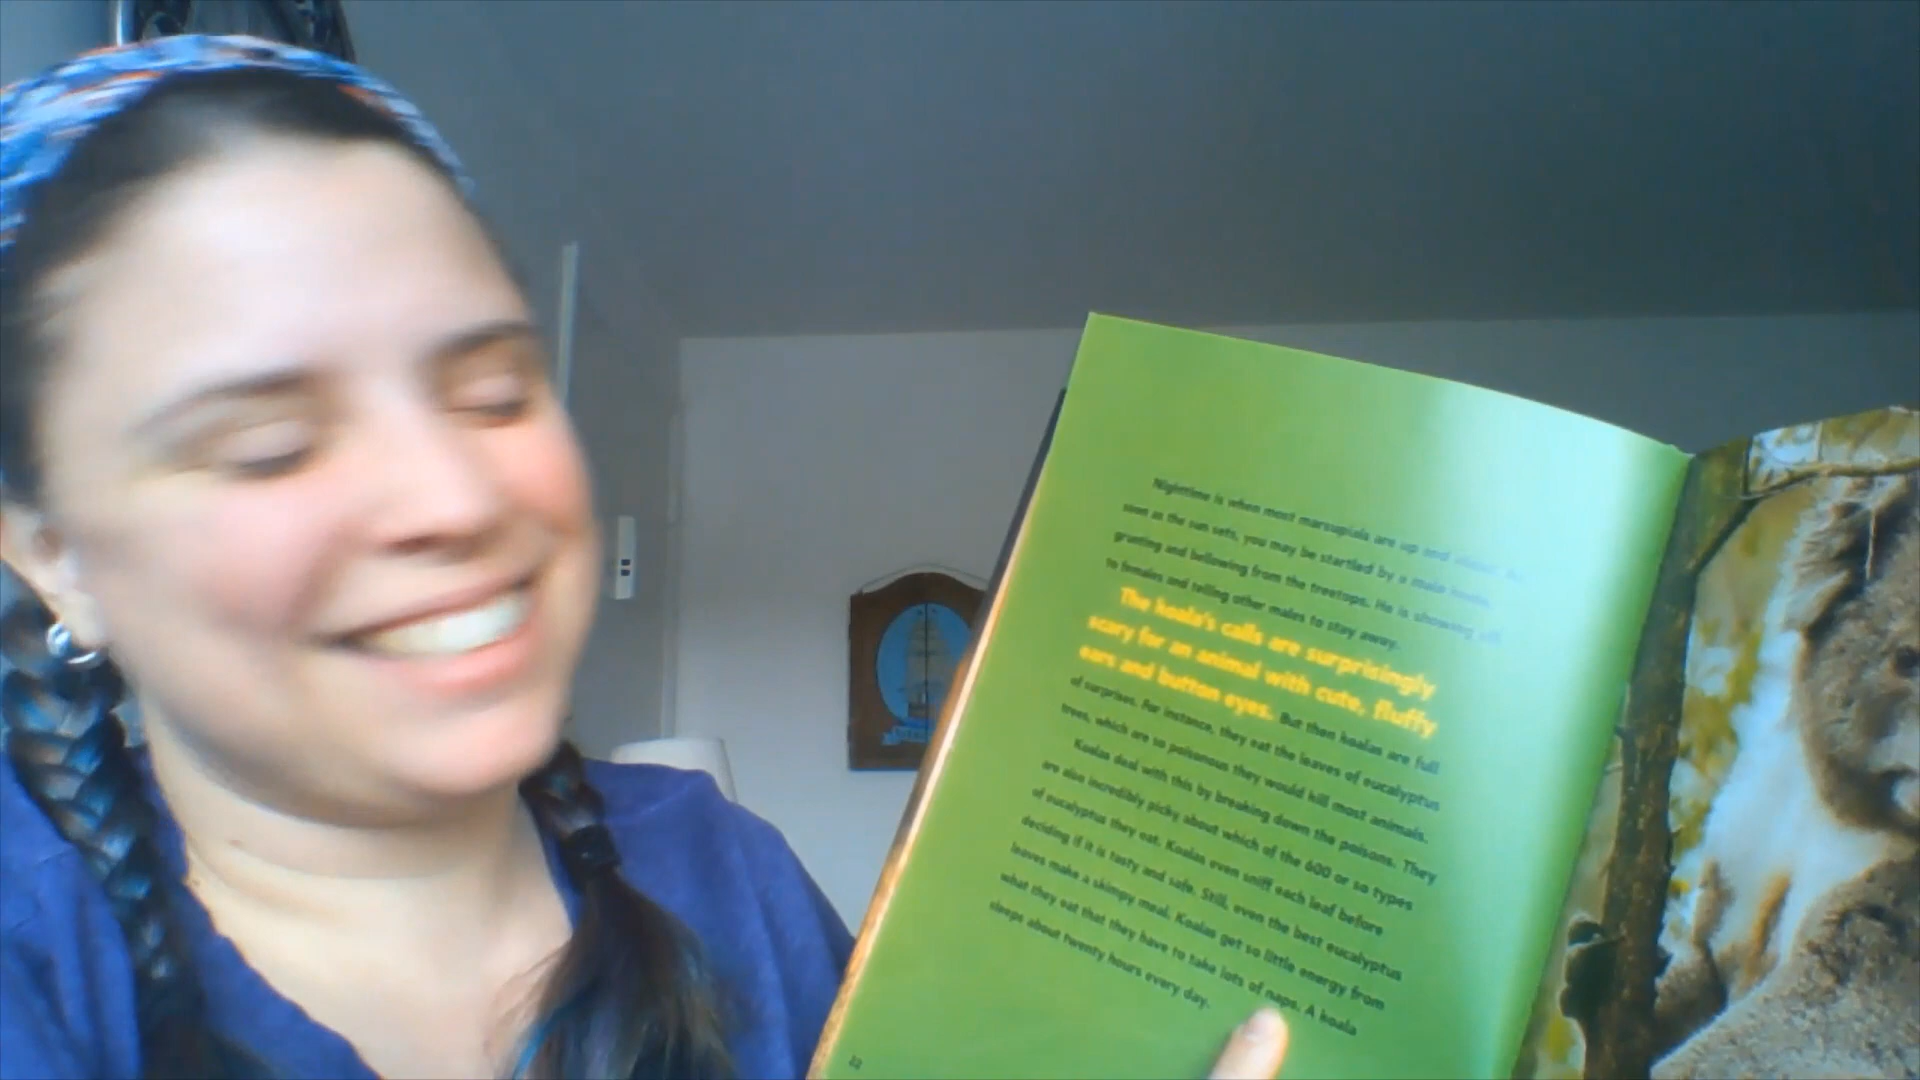 Nighttime is when most marsupials are up and about. As
soon as the sun sets, you may be startled by a male koala
grunting and bellowing from the treetops. He is showing off
to females and telling other males to stay away.
The koala's calls are surprisingly
scary for an animal with cute, fluffy
ears and button eyes. But then koalas are full
of surprises. For instance, they eat the leaves of eucalyptus
trees, which are so poisonous they would kill most animals.
Koalas deal with this by breaking down the poisons. They
are also incredibly picky about which of the 600 or so types
of eucalyptus they eat. Koalas even sniff each leaf before
deciding if it is tasty and safe. Still, even the best eucalyptus
leaves make a skimpy meal. Koalas get so little energy from
what they eat that they have to take lots of naps. A koala
sleeps about twenty hours every day.